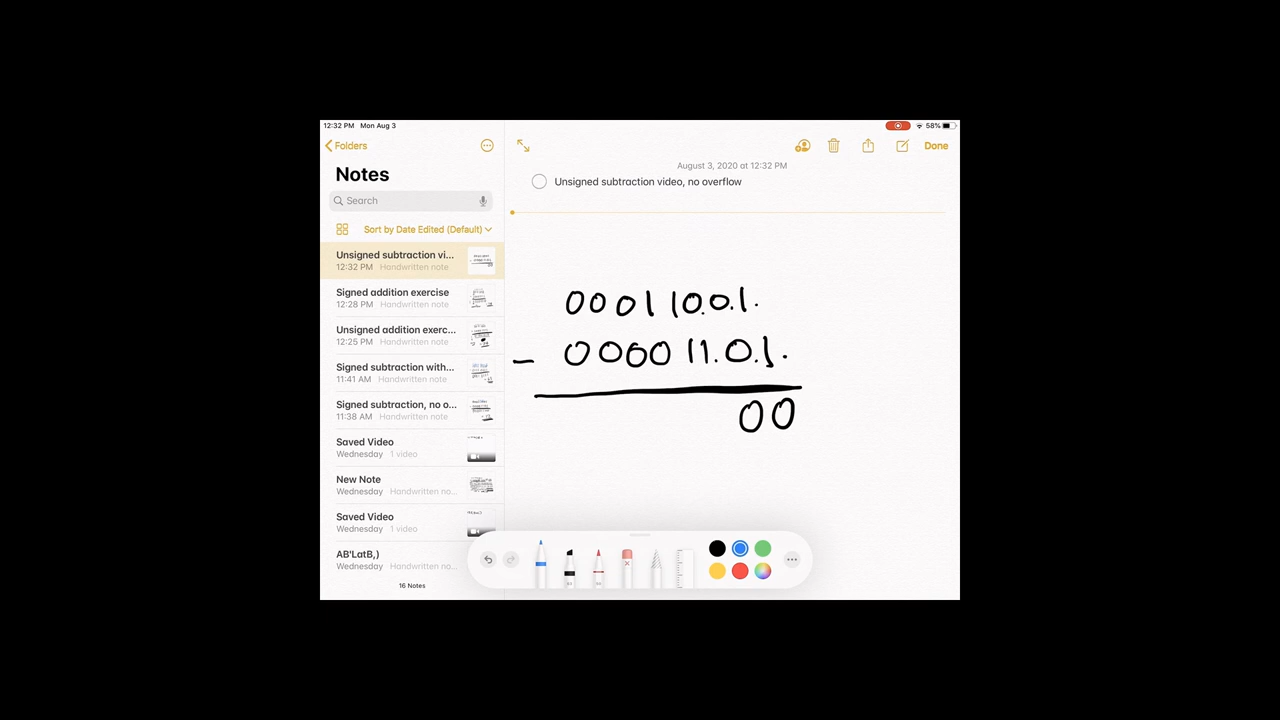 12:32 PM Mon Aug 3
58%
Folders
Done
Notes
Search
Sort by Date Edited (Default)
Unsigned subtraction vi...
12:32 PM Handwritten note
Signed addition exercise
12:28 PM Handwritten note
Unsigned addition exerc...
12:25 PM Handwritten note
Signed subtraction with...
11:41 AM Handwritten note
Signed subtraction, no o...
11:38 AM Handwritten note
Saved Video
Wednesday 1 video
New Note
Wednesday Handwritten no...
Saved Video
Wednesday 1 video
AB'LatB,)
Wednesday Handwritten no...
16 Notes
August 3, 2020 at 12:32 PM
Unsigned subtraction video, no overflow
0001 10.0.1.
- 0000 11.0.1.
00